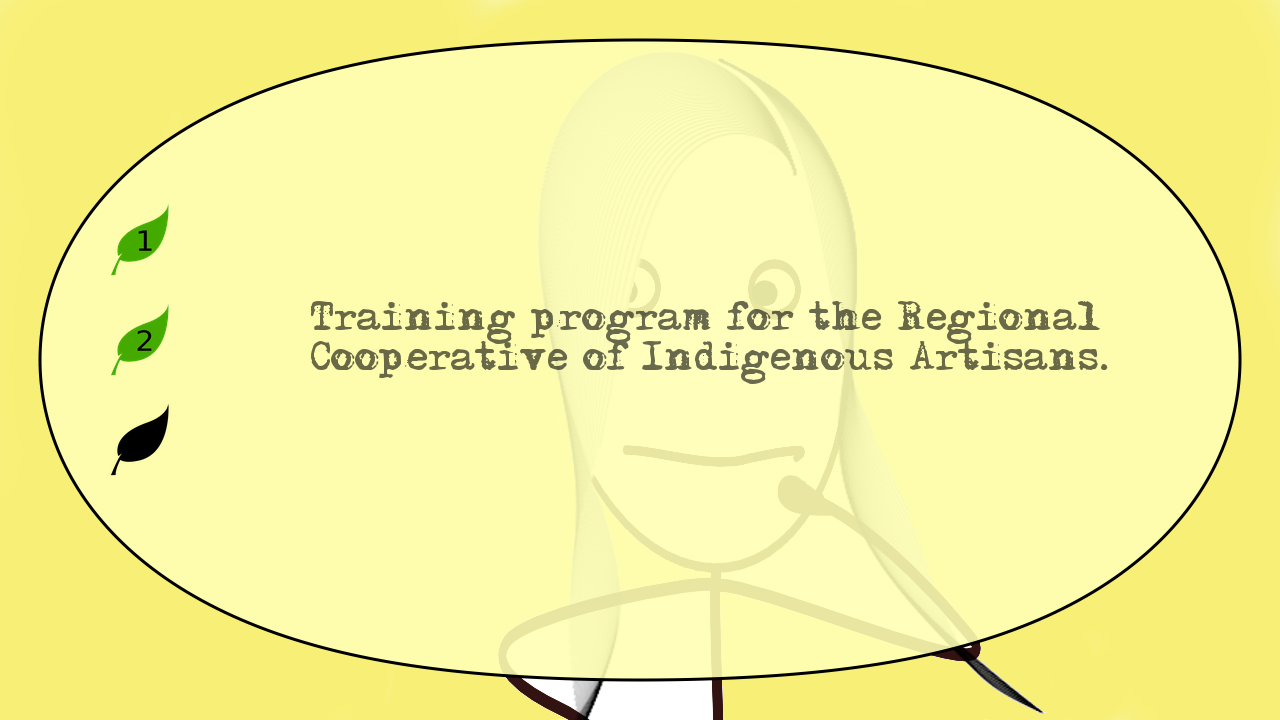 1
2
Training program for the Regional
Cooperative of Indigenous Artisans.